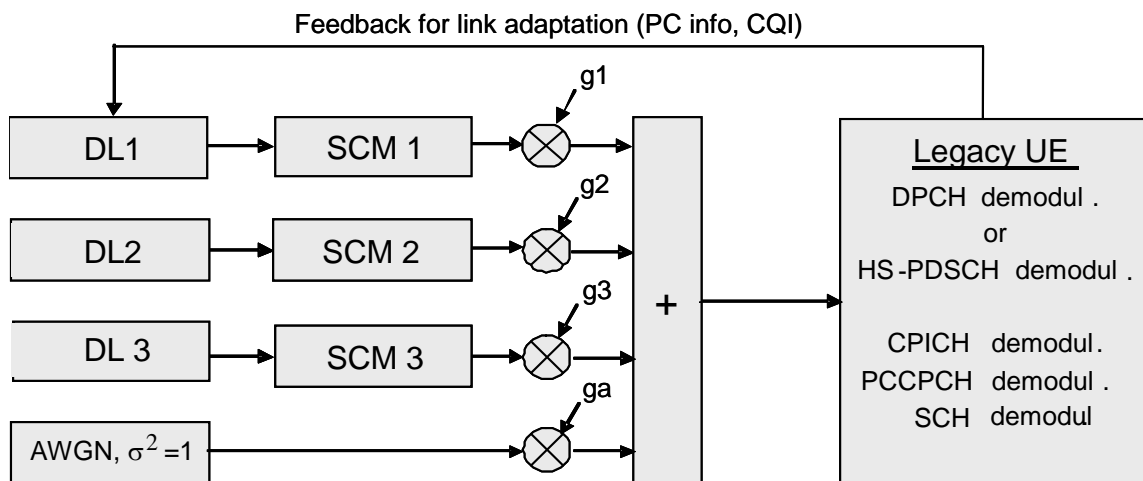 Feedback for link adaptation (PC info, CQI)
g1
DL1
SCM 1
g2
DL2
SCM 2
g3
DL 3
SCM 3
ga
AWGN, σ² =1
+
Legacy UE
DPCH demodul .
or
HS-PDSCH demodul .
CPICH demodul.
PCCPCH demodul .
SCH demodul